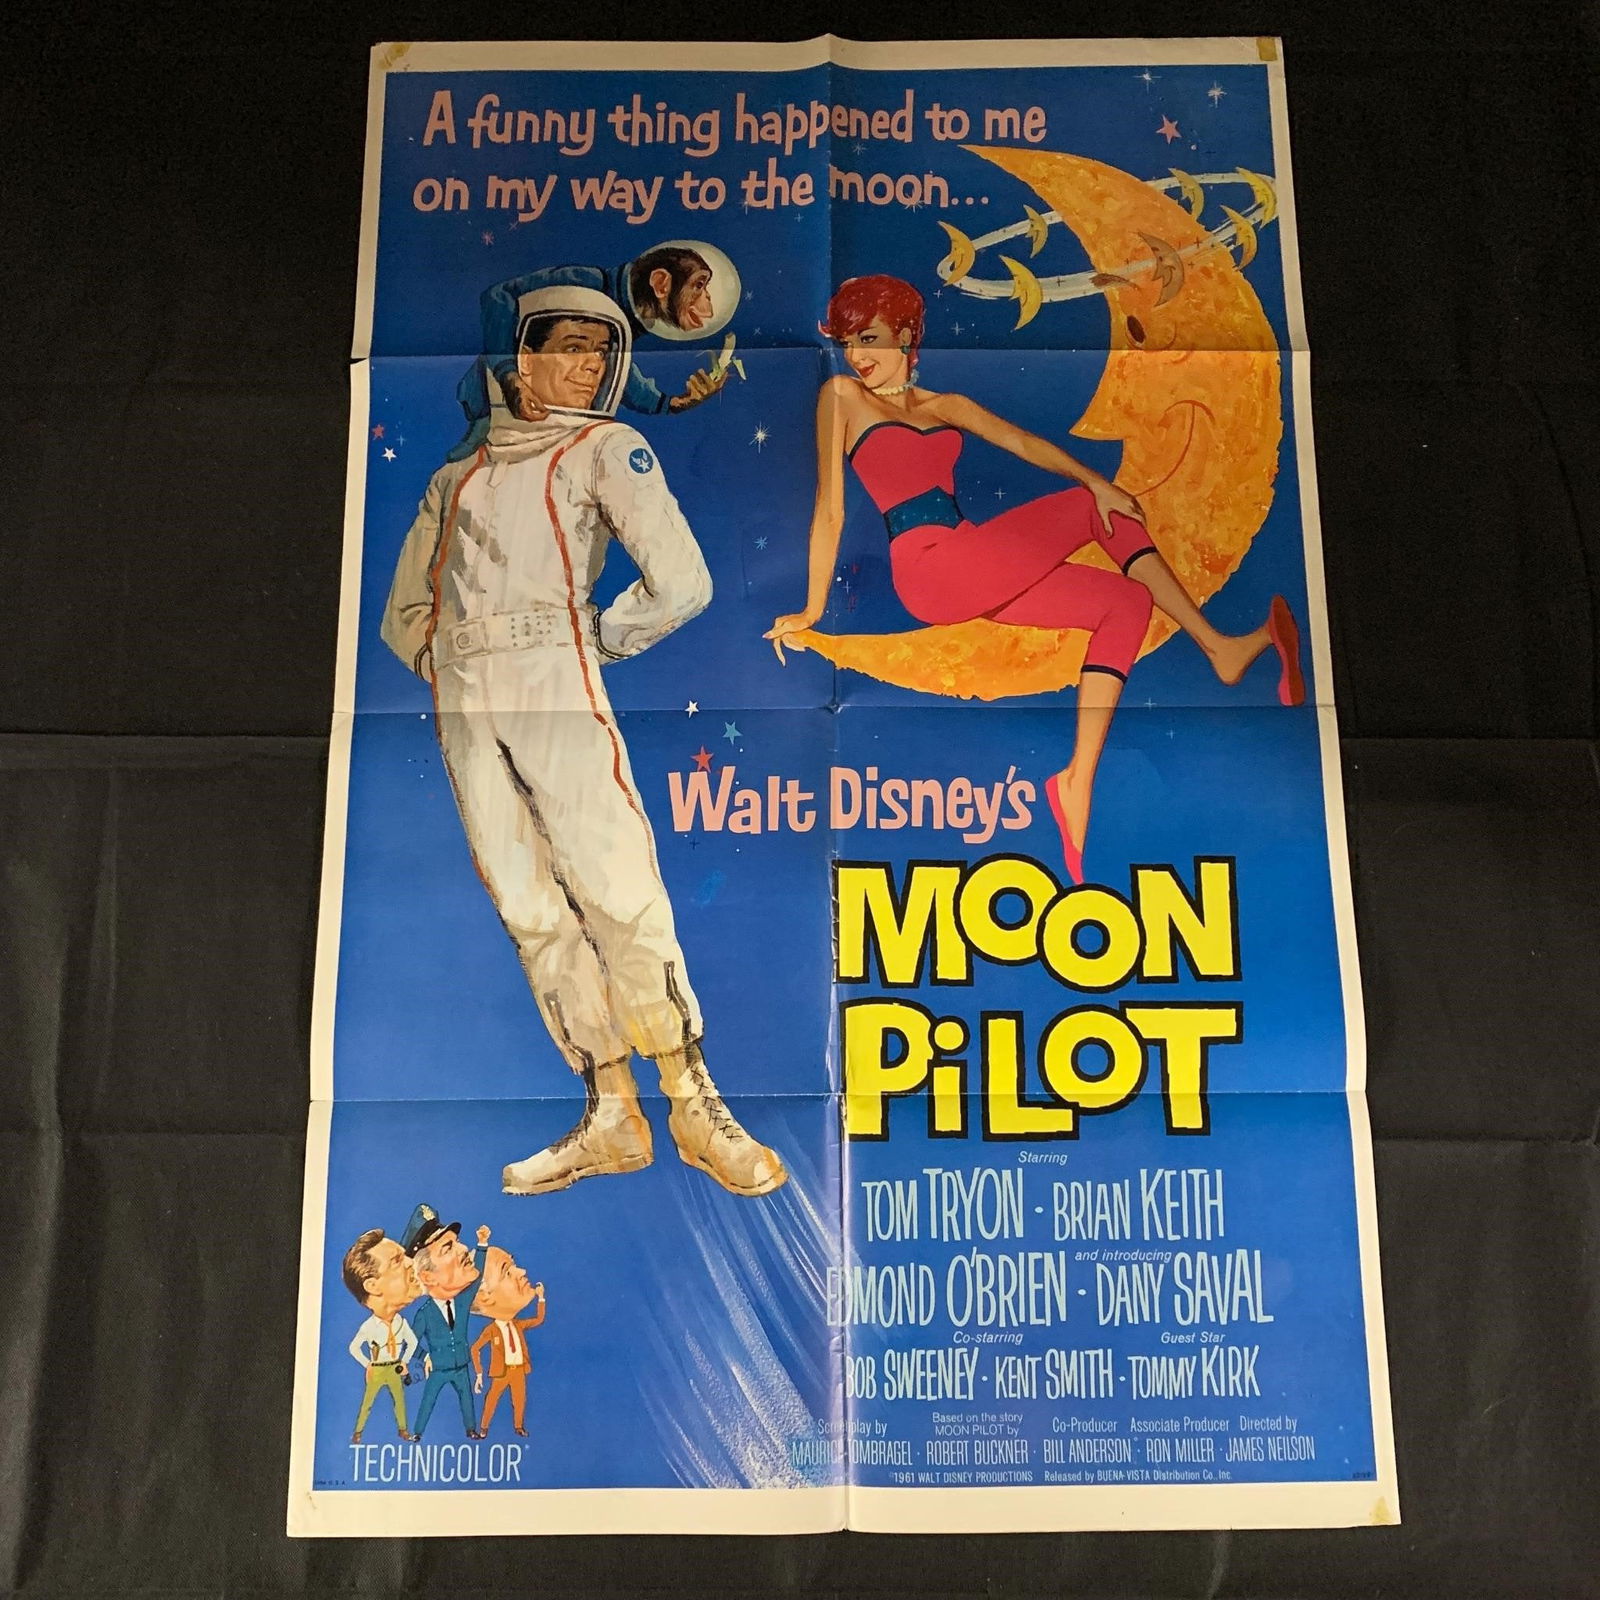 A funny thing happened to me
on my way to the moon...
Walt Disney's
MOON
PiLOT
Starring
TOM TRYON · BRIAN KEITH
and introducing
EDMOND O'BRIEN · DANY SAVAL
Co-starring Guest Star
BOB SWEENEY · KENT SMITH · TOMMY KIRK
Screenplay by Based on the story MOON PILOT by Co-Producer Associate Producer Directed by
MAURICE TOMBRAGEL · ROBERT BUCKNER · BILL ANDERSON · RON MILLER · JAMES NEILSON
©1961 WALT DISNEY PRODUCTIONS Released by BUENA VISTA Distribution Co., Inc.
TECHNICOLOR®